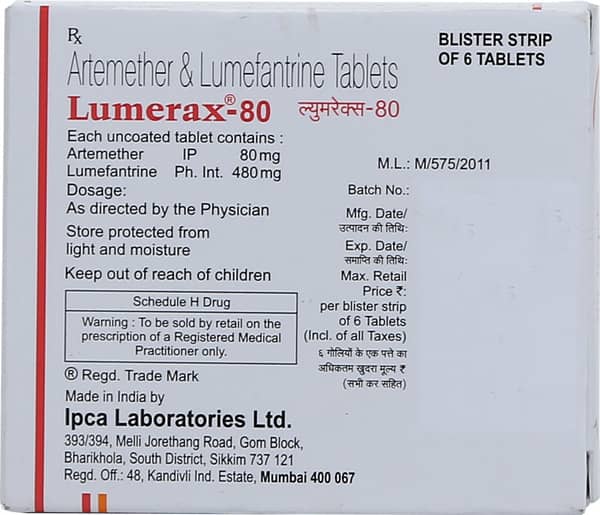 Rx
Artemether & Lumefantrine Tablets
Lumerax®-80 ल्युमरेक्स-80
BLISTER STRIP
OF 6 TABLETS
Each uncoated tablet contains :
Artemether IP 80 mg
Lumefantrine Ph. Int. 480 mg
Dosage:
As directed by the Physician
Store protected from
light and moisture
Keep out of reach of children
Schedule H Drug
Warning : To be sold by retail on the
prescription of a Registered Medical
Practitioner only.
® Regd. Trade Mark
Made in India by
Ipca Laboratories Ltd.
393/394, Melli Jorethang Road, Gom Block,
Bharikhola, South District, Sikkim 737 121
Regd. Off.: 48, Kandivli Ind. Estate, Mumbai 400 067
M.L.: M/575/2011
Batch No.:
Mfg. Date/
उत्पादन की तिथि:
Exp. Date/
समाप्ति की तिथि:
Max. Retail
Price ₹:
per blister strip
of 6 Tablets
(Incl. of all Taxes)
६ गोलियों के एक पत्ते का
अधिकतम खुदरा मूल्य ₹
(सभी कर सहित)